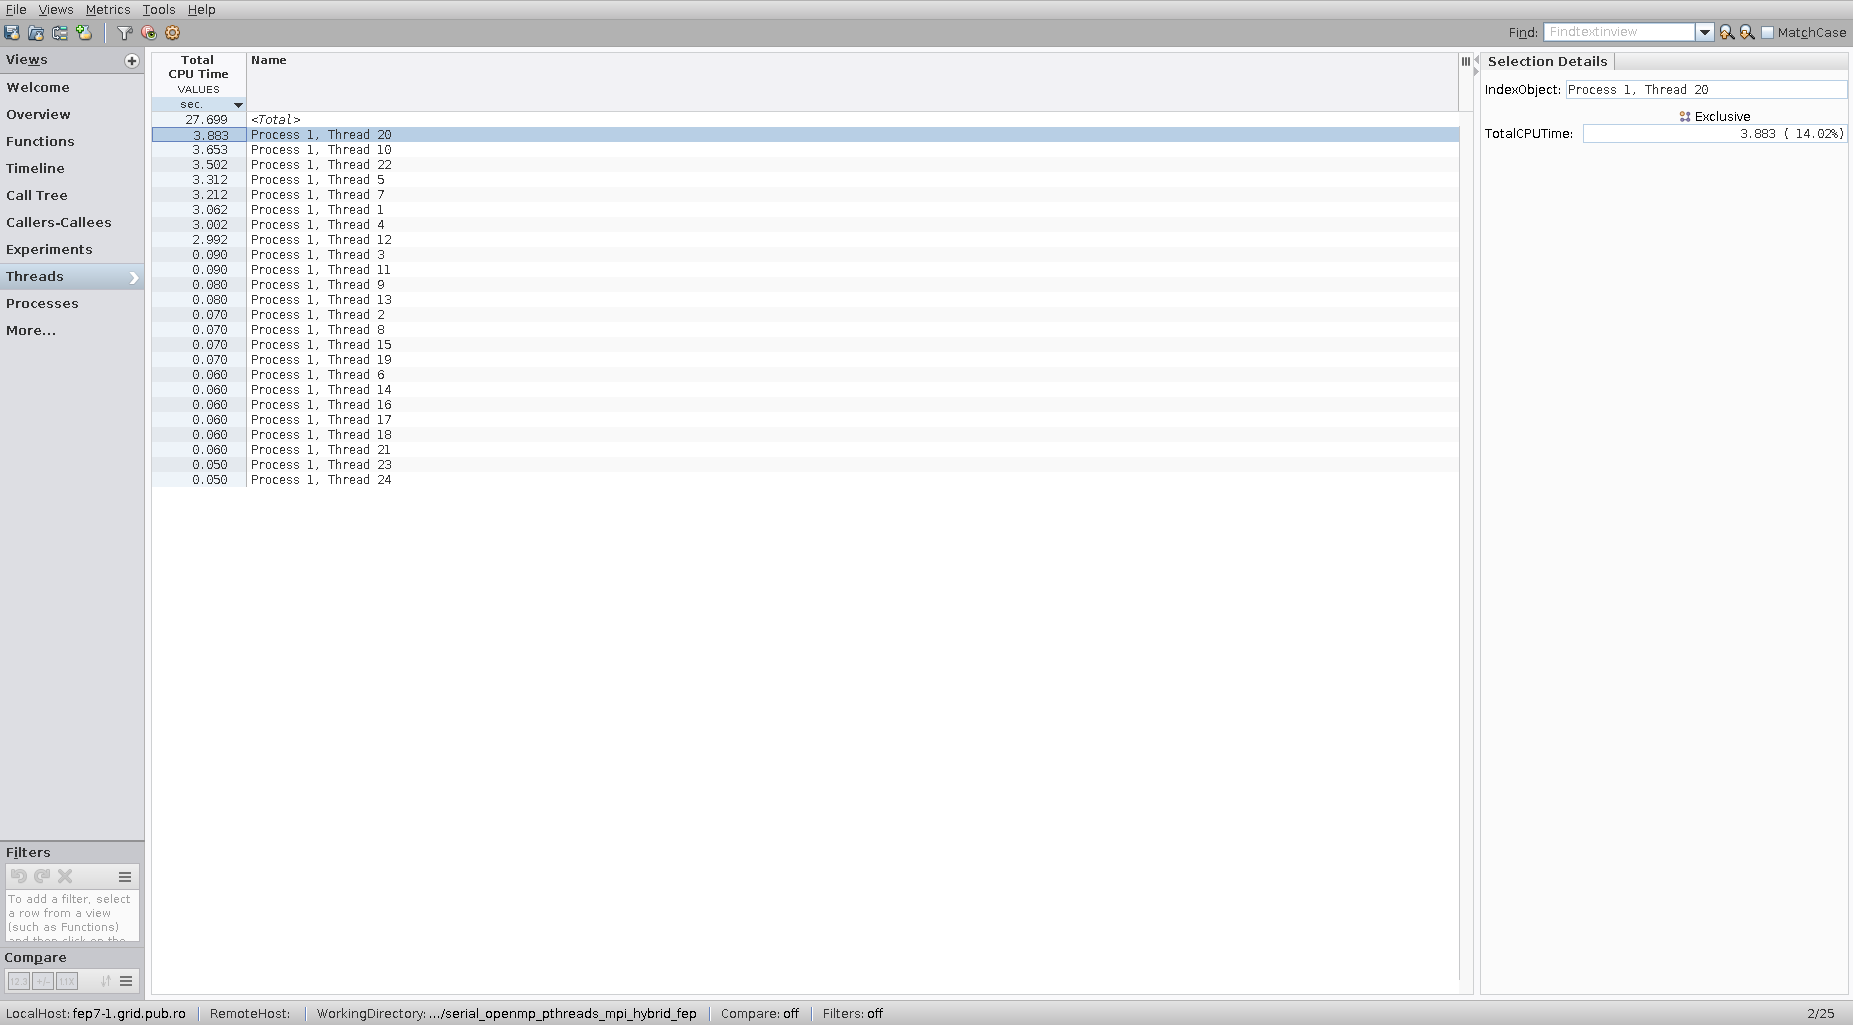 File Views Metrics Tools Help
Find: Findtextinview MatchCase
Views
Welcome
Overview
Functions
Timeline
Call Tree
Callers-Callees
Experiments
Threads
Processes
More...
Filters
To add a filter, select
a row from a view
(such as Functions)
and then click on the
Compare
12.3 +/- 1.1X
Total
CPU Time
VALUES
sec.
Name
27.699 <Total>
3.883 Process 1, Thread 20
3.653 Process 1, Thread 10
3.502 Process 1, Thread 22
3.312 Process 1, Thread 5
3.212 Process 1, Thread 7
3.062 Process 1, Thread 1
3.002 Process 1, Thread 4
2.992 Process 1, Thread 12
0.090 Process 1, Thread 3
0.090 Process 1, Thread 11
0.080 Process 1, Thread 9
0.080 Process 1, Thread 13
0.070 Process 1, Thread 2
0.070 Process 1, Thread 8
0.070 Process 1, Thread 15
0.070 Process 1, Thread 19
0.060 Process 1, Thread 6
0.060 Process 1, Thread 14
0.060 Process 1, Thread 16
0.060 Process 1, Thread 17
0.060 Process 1, Thread 18
0.060 Process 1, Thread 21
0.050 Process 1, Thread 23
0.050 Process 1, Thread 24
Selection Details
IndexObject: Process 1, Thread 20
Exclusive
TotalCPUTime: 3.883 ( 14.02%)
LocalHost: fep7-1.grid.pub.ro RemoteHost: WorkingDirectory: .../serial_openmp_pthreads_mpi_hybrid_fep Compare: off Filters: off 2/25